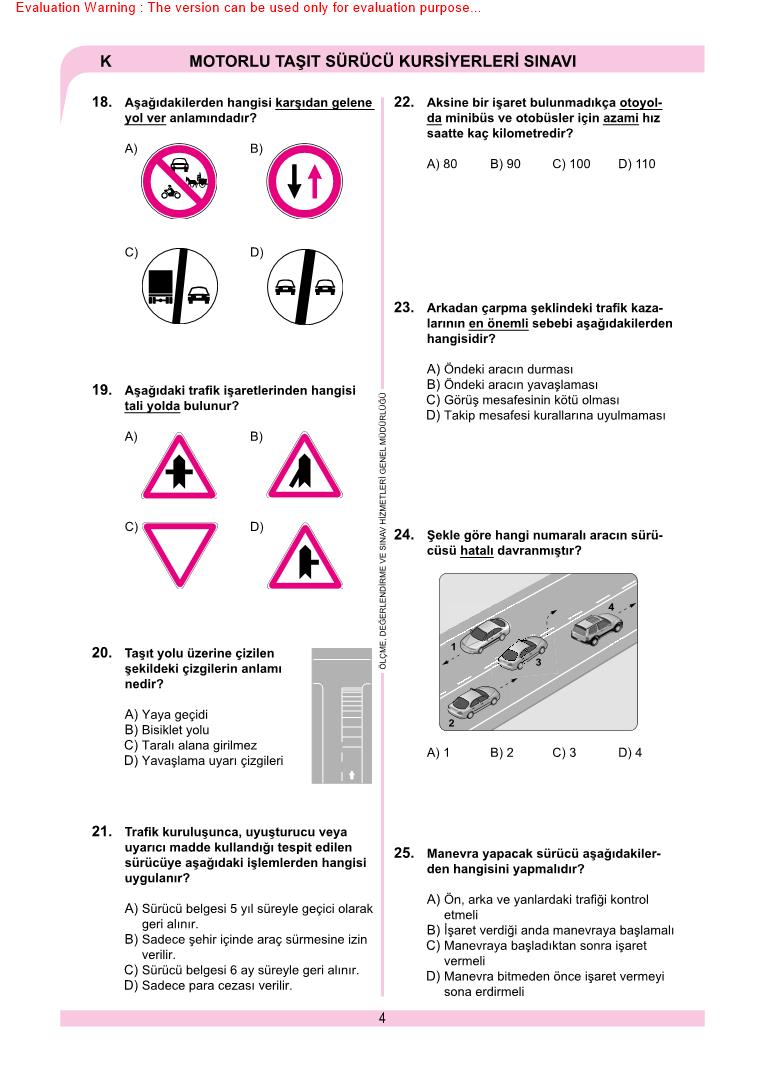 Evaluation Warning : The version can be used only for evaluation purpose...
K MOTORLU TAŞIT SÜRÜCÜ KURSİYERLERİ SINAVI
18. Aşağıdakilerden hangisi karşıdan gelene
yol ver anlamındadır?
A) B)
C) D)
19. Aşağıdaki trafik işaretlerinden hangisi
tali yolda bulunur?
A) B)
C) D)
20. Taşıt yolu üzerine çizilen
şekildeki çizgilerin anlamı
nedir?
A) Yaya geçidi
B) Bisiklet yolu
C) Taralı alana girilmez
D) Yavaşlama uyarı çizgileri
21. Trafik kuruluşunca, uyuşturucu veya
uyarıcı madde kullandığı tespit edilen
sürücüye aşağıdaki işlemlerden hangisi
uygulanır?
A) Sürücü belgesi 5 yıl süreyle geçici olarak
geri alınır.
B) Sadece şehir içinde araç sürmesine izin
verilir.
C) Sürücü belgesi 6 ay süreyle geri alınır.
D) Sadece para cezası verilir.
ÖLÇME, DEĞERLENDİRME VE SINAV HİZMETLERİ GENEL MÜDÜRLÜĞÜ
22. Aksine bir işaret bulunmadıkça otoyol-
da minibüs ve otobüsler için azami hız
saatte kaç kilometredir?
A) 80 B) 90 C) 100 D) 110
23. Arkadan çarpma şeklindeki trafik kaza-
larının en önemli sebebi aşağıdakilerden
hangisidir?
A) Öndeki aracın durması
B) Öndeki aracın yavaşlaması
C) Görüş mesafesinin kötü olması
D) Takip mesafesi kurallarına uyulmaması
24. Şekle göre hangi numaralı aracın sürü-
cüsü hatalı davranmıştır?
4
1
3
2
A) 1 B) 2 C) 3 D) 4
25. Manevra yapacak sürücü aşağıdakiler-
den hangisini yapmalıdır?
A) Ön, arka ve yanlardaki trafiği kontrol
etmeli
B) İşaret verdiği anda manevraya başlamalı
C) Manevraya başladıktan sonra işaret
vermeli
D) Manevra bitmeden önce işaret vermeyi
sona erdirmeli
4